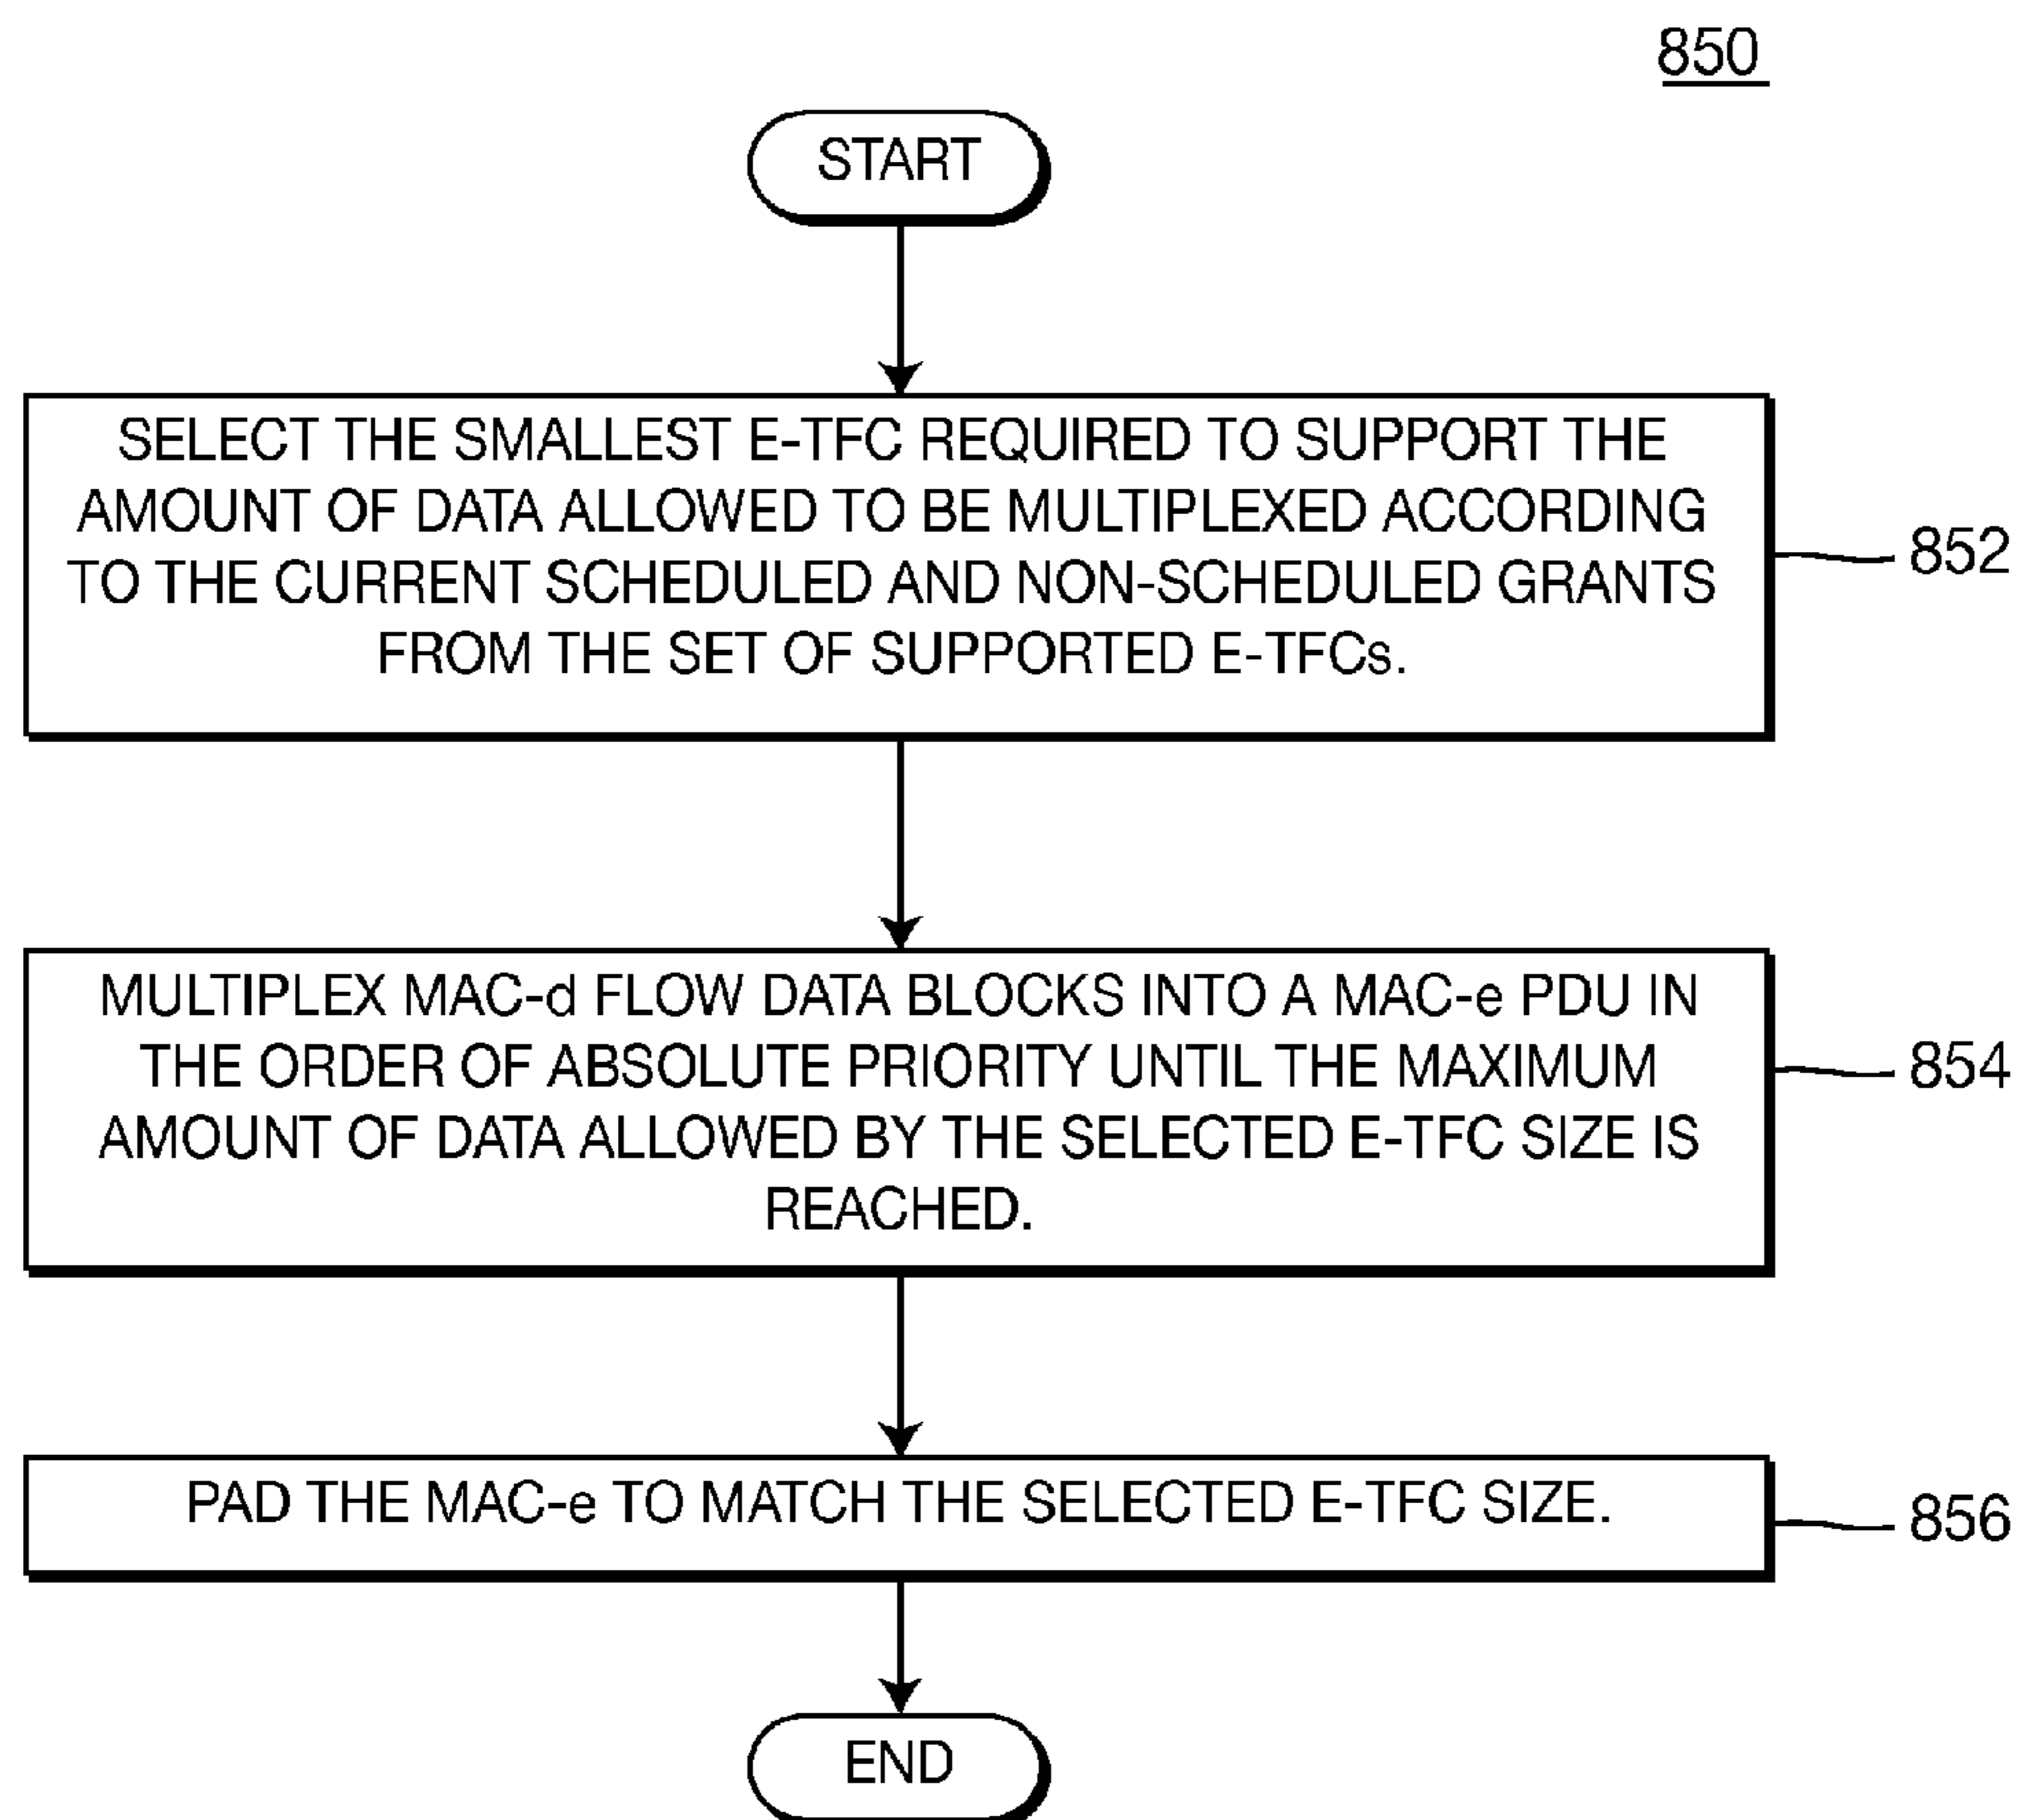 850
START
SELECT THE SMALLEST E-TFC REQUIRED TO SUPPORT THE
AMOUNT OF DATA ALLOWED TO BE MULTIPLEXED ACCORDING
TO THE CURRENT SCHEDULED AND NON-SCHEDULED GRANTS
FROM THE SET OF SUPPORTED E-TFCs.
852
MULTIPLEX MAC-d FLOW DATA BLOCKS INTO A MAC-e PDU IN
THE ORDER OF ABSOLUTE PRIORITY UNTIL THE MAXIMUM
AMOUNT OF DATA ALLOWED BY THE SELECTED E-TFC SIZE IS
REACHED.
854
PAD THE MAC-e TO MATCH THE SELECTED E-TFC SIZE.
856
END